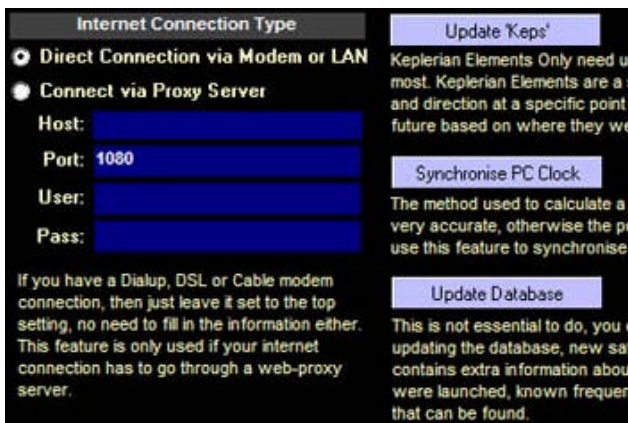 Internet Connection Type
Direct Connection via Modem or LAN
Connect via Proxy Server
Host:
Port: 1080
User:
Pass:
If you have a Dialup, DSL or Cable modem
connection, then just leave it set to the top
setting, no need to fill in the information either.
This feature is only used if your internet
connection has to go through a web-proxy
server.
Update 'Keps'
Keplerian Elements Only need u
most. Keplerian Elements are a
and direction at a specific point
future based on where they we
Synchronise PC Clock
The method used to calculate a
very accurate, otherwise the po
use this feature to synchronise
Update Database
This is not essential to do, you
updating the database, new sa
contains extra information abou
were launched, known frequen
that can be found.